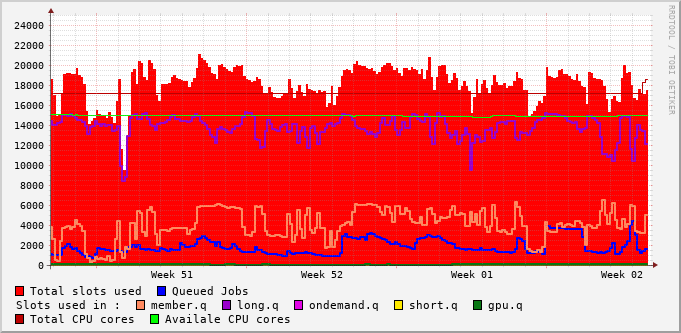 RRDTOOL / TOBI OETIKER
24000
22000
20000
18000
16000
14000
12000
10000
8000
6000
4000
2000
0
Week 51 Week 52 Week 01 Week 02
Total slots used Queued Jobs
Slots used in : member.q long.q ondemand.q short.q gpu.q
Total CPU cores Availale CPU cores